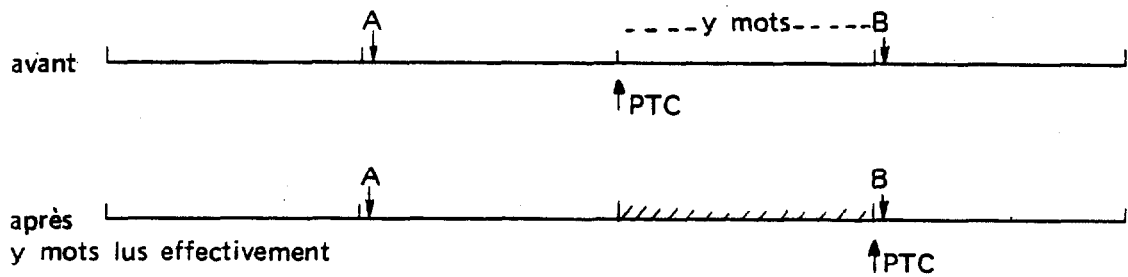 A
----y mots-----B
avant
PTC
A
B
après
y mots lus effectivement
PTC